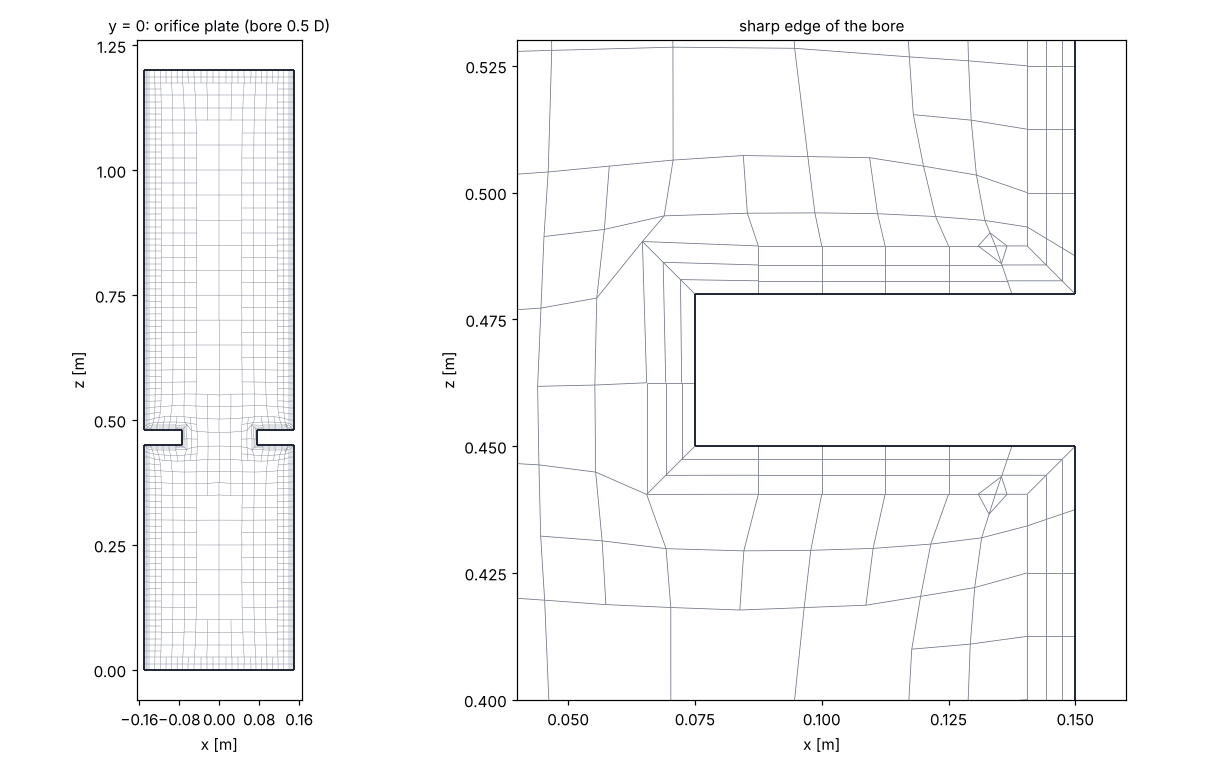 y = 0: orifice plate (bore 0.5 D)
1.25
1.00
0.75
0.50
0.25
0.00
z [m]
−0.16−0.08 0.00 0.08 0.16
x [m]
sharp edge of the bore
0.525
0.500
0.475
0.450
0.425
0.400
z [m]
0.050 0.075 0.100 0.125 0.150
x [m]